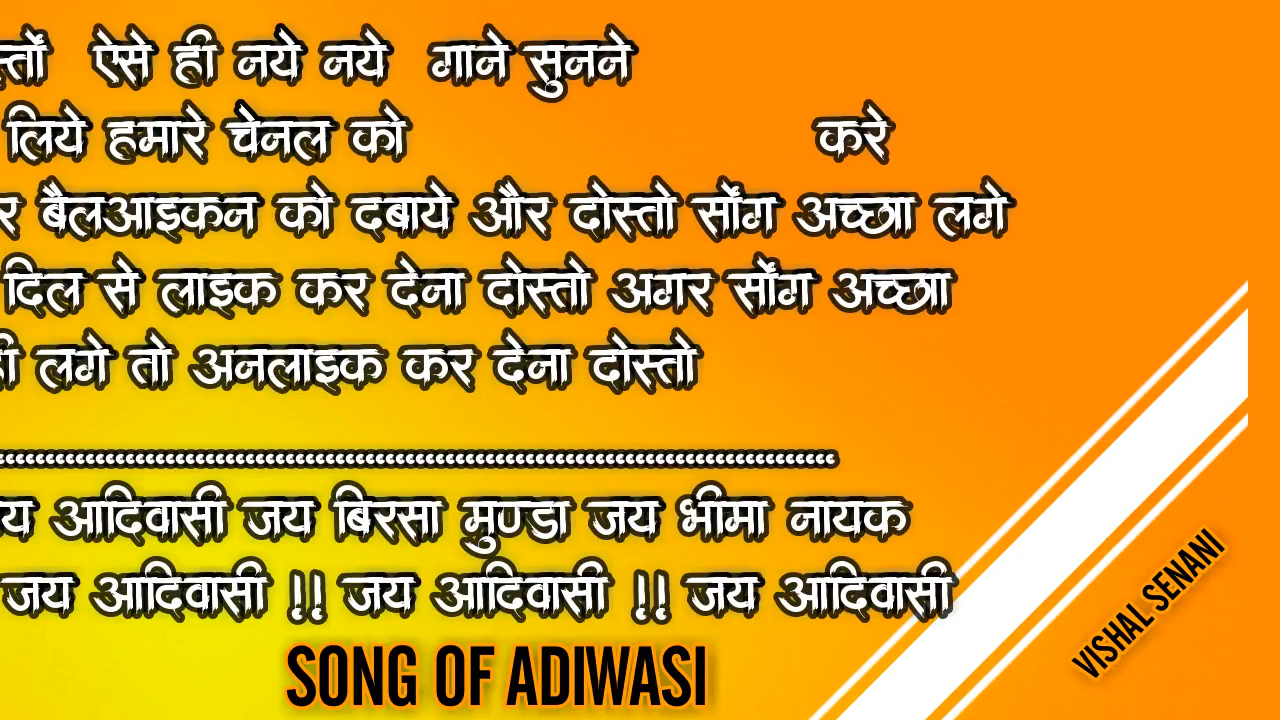 ऐसे ही नये नये गाने सुनने
लिये हमारे चेनल को करे
बैलआइकन को दबाये और दोस्तो सोंग अच्छा लगे
दिल से लाइक कर देना दोस्तो अगर सोंग अच्छा
लगे तो अनलाइक कर देना दोस्तो
आदिवासी जय बिरसा मुण्डा जय भीमा नायक
जय आदिवासी !! जय आदिवासी !! जय आदिवासी
SONG OF ADIWASI
VISHAL SENANI